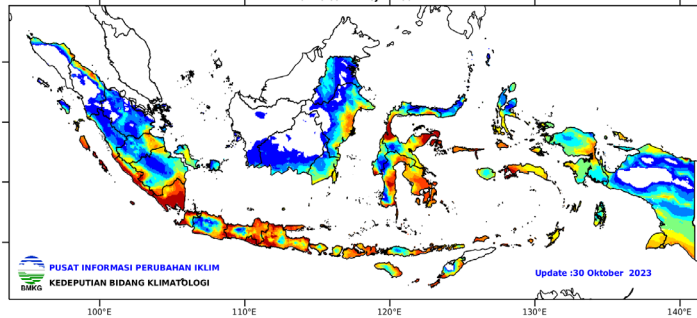 PUSAT INFORMASI PERUBAHAN IKLIM
KEDEPUTIAN BIDANG KLIMATOLOGI
BMKG
Update :30 Oktober 2023
100°E 110°E 120°E 130°E 140°E